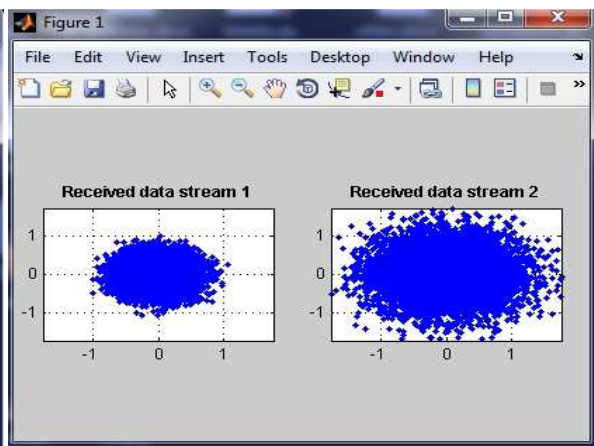 Figure 1
File Edit View Insert Tools Desktop Window Help
Received data stream 1
1
0
-1
-1 0 1
Received data stream 2
1
0
-1
-1 0 1